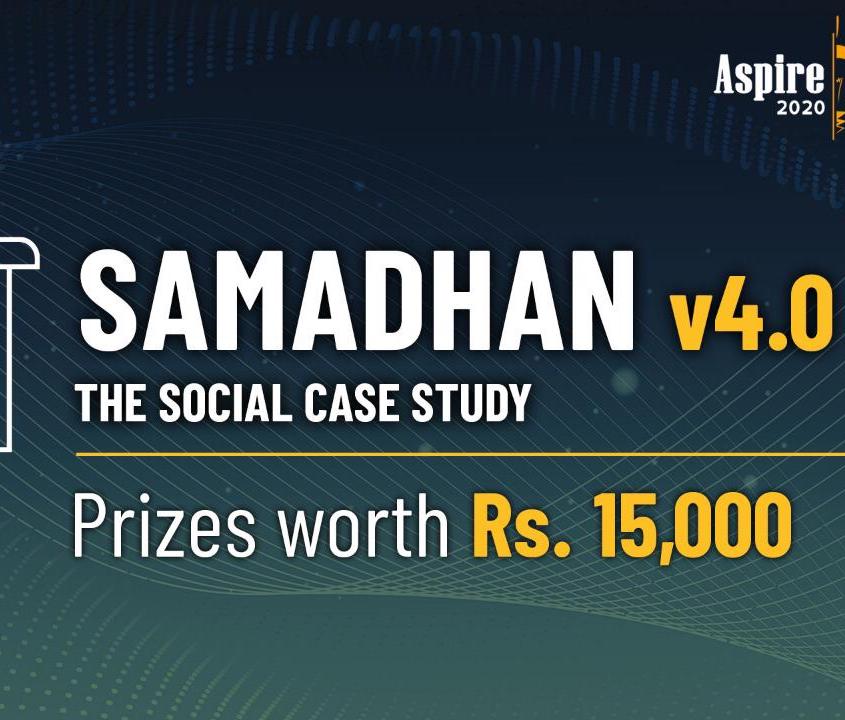 Aspire
2020
SAMADHAN v4.0
THE SOCIAL CASE STUDY
Prizes worth Rs. 15,000